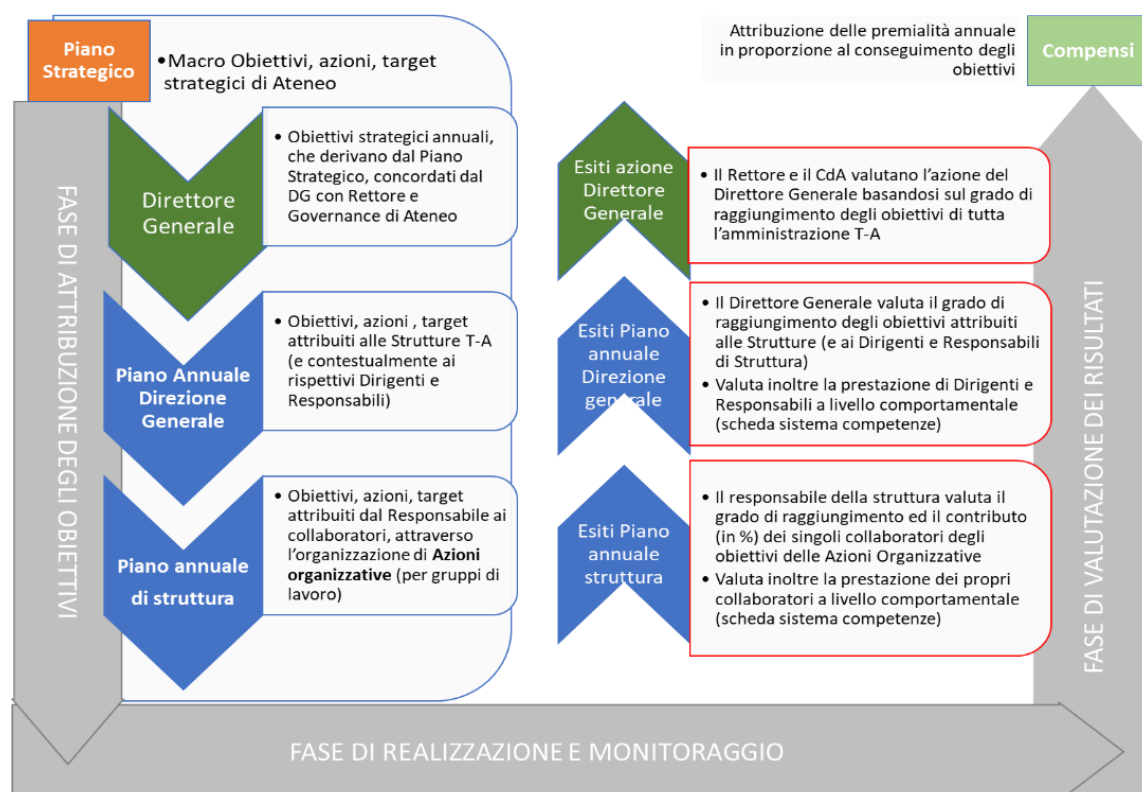 Piano
Strategico
•Macro Obiettivi, azioni, target
strategici di Ateneo
FASE DI ATTRIBUZIONE DEGLI OBIETTIVI
Direttore
Generale
• Obiettivi strategici annuali,
che derivano dal Piano
Strategico, concordati dal
DG con Rettore e
Governance di Ateneo
Piano Annuale
Direzione
Generale
• Obiettivi, azioni , target
attribuiti alle Strutture T-A
(e contestualmente ai
rispettivi Dirigenti e
Responsabili)
Piano annuale
di struttura
• Obiettivi, azioni, target
attribuiti dal Responsabile ai
collaboratori, attraverso
l'organizzazione di Azioni
organizzative (per gruppi di
lavoro)
FASE DI REALIZZAZIONE E MONITORAGGIO
Attribuzione delle premialità annuale
in proporzione al conseguimento degli
obiettivi
Compensi
Esiti azione
Direttore
Generale
• Il Rettore e il CdA valutano l'azione del
Direttore Generale basandosi sul grado di
raggiungimento degli obiettivi di tutta
l'amministrazione T-A
Esiti Piano
annuale
Direzione
generale
• Il Direttore Generale valuta il grado di
raggiungimento degli obiettivi attribuiti
alle Strutture (e ai Dirigenti e Responsabili
di Struttura)
• Valuta inoltre la prestazione di Dirigenti e
Responsabili a livello comportamentale
(scheda sistema competenze)
Esiti Piano
annuale
struttura
• Il responsabile della struttura valuta il
grado di raggiungimento ed il contributo
(in %) dei singoli collaboratori degli
obiettivi delle Azioni Organizzative
• Valuta inoltre la prestazione dei propri
collaboratori a livello comportamentale
(scheda sistema competenze)
FASE DI VALUTAZIONE DEI RISULTATI